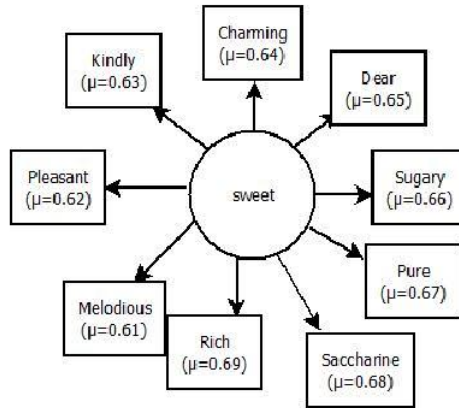 Charming
(μ=0.64)
Kindly
(μ=0.63)
Dear
(μ=0.65)
Pleasant
(μ=0.62)
sweet
Sugary
(μ=0.66)
Pure
(μ=0.67)
Melodious
(μ=0.61)
Rich
(μ=0.69)
Saccharine
(μ=0.68)